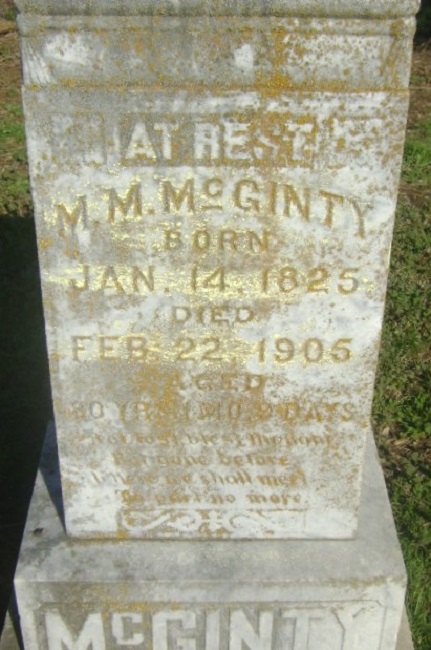 AT REST
M. M. McGINTY
BORN
JAN. 14. 1825
DIED
FEB. 22. 1905
AGED
80 YRS. 1 MO. 9 DAYS
Not lost, blest thought
But gone before
Where we shall meet
To part no more.
McGINTY